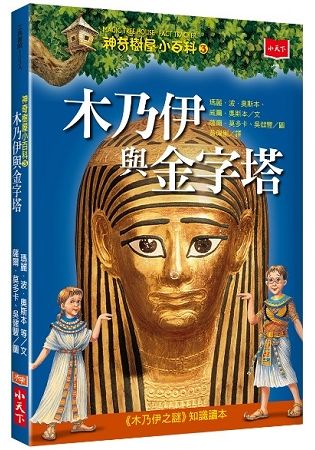 MAGIC TREE HOUSE® FACT TRACKER
神奇樹屋小百科3
小天下
瑪麗・波・奧斯本、
威爾・奧斯本/文
薩爾・莫多卡、吳健豐/圖
木乃伊
與金字塔
《木乃伊之謎》知識讀本
神奇樹屋小百科3
木乃伊與金字塔
瑪麗・波・奧斯本 等/文
薩爾・莫多卡、吳健豐/圖
小天下